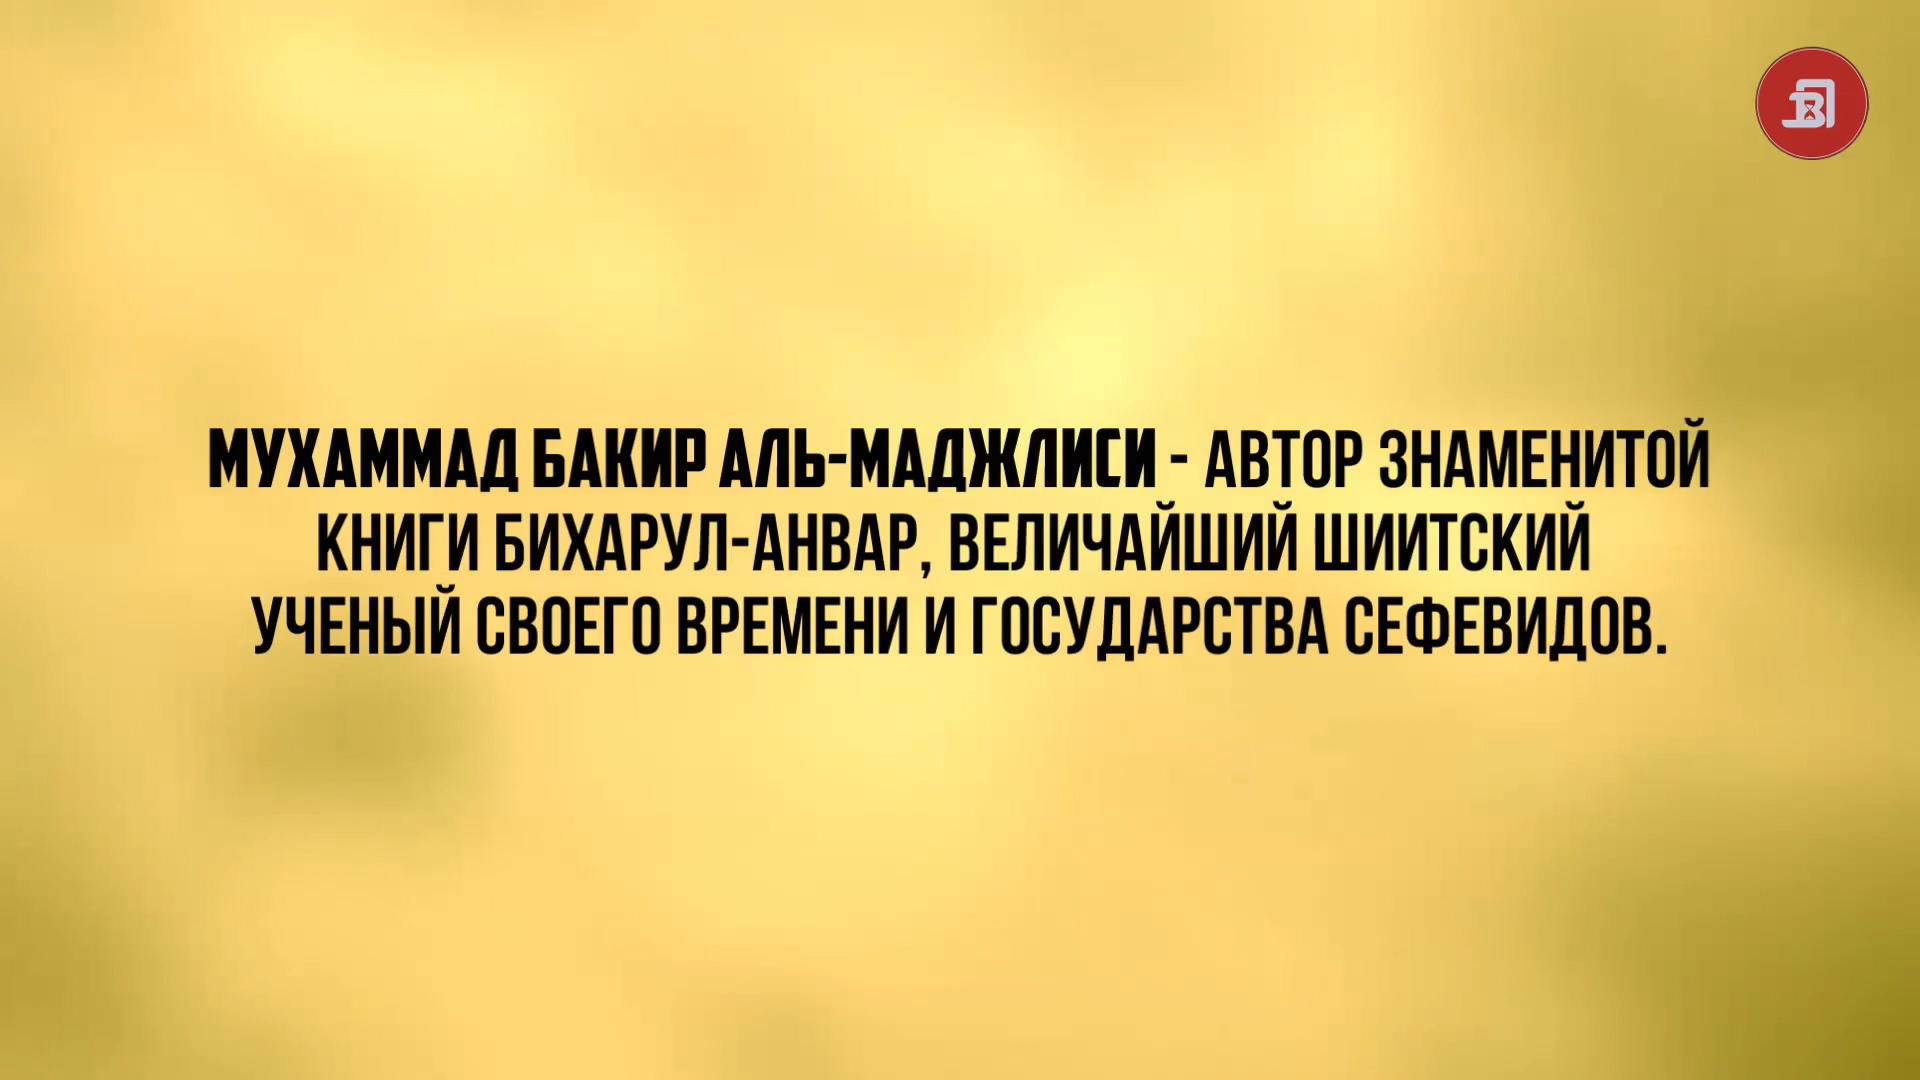 МУХАММАД БАКИР АЛЬ-МАДЖЛИСИ - АВТОР ЗНАМЕНИТОЙ
КНИГИ БИХАРУЛ-АНВАР, ВЕЛИЧАЙШИЙ ШИИТСКИЙ
УЧЕНЫЙ СВОЕГО ВРЕМЕНИ И ГОСУДАРСТВА СЕФЕВИДОВ.